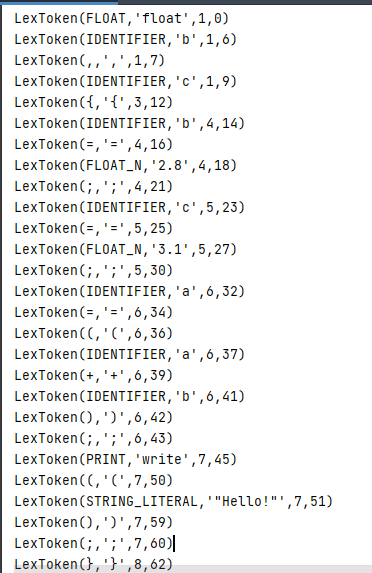 LexToken(FLOAT,'float',1,0)
LexToken(IDENTIFIER,'b',1,6)
LexToken(,,',',1,7)
LexToken(IDENTIFIER,'c',1,9)
LexToken({,'{',3,12)
LexToken(IDENTIFIER,'b',4,14)
LexToken(=,'=',4,16)
LexToken(FLOAT_N,'2.8',4,18)
LexToken(;,';',4,21)
LexToken(IDENTIFIER,'c',5,23)
LexToken(=,'=',5,25)
LexToken(FLOAT_N,'3.1',5,27)
LexToken(;,';',5,30)
LexToken(IDENTIFIER,'a',6,32)
LexToken(=,'=',6,34)
LexToken((,'(',6,36)
LexToken(IDENTIFIER,'a',6,37)
LexToken(+,'+',6,39)
LexToken(IDENTIFIER,'b',6,41)
LexToken(),')',6,42)
LexToken(;,';',6,43)
LexToken(PRINT,'write',7,45)
LexToken((,'(',7,50)
LexToken(STRING_LITERAL,'"Hello!"',7,51)
LexToken(),')',7,59)
LexToken(;,';',7,60)
LexToken(},'}',8,62)